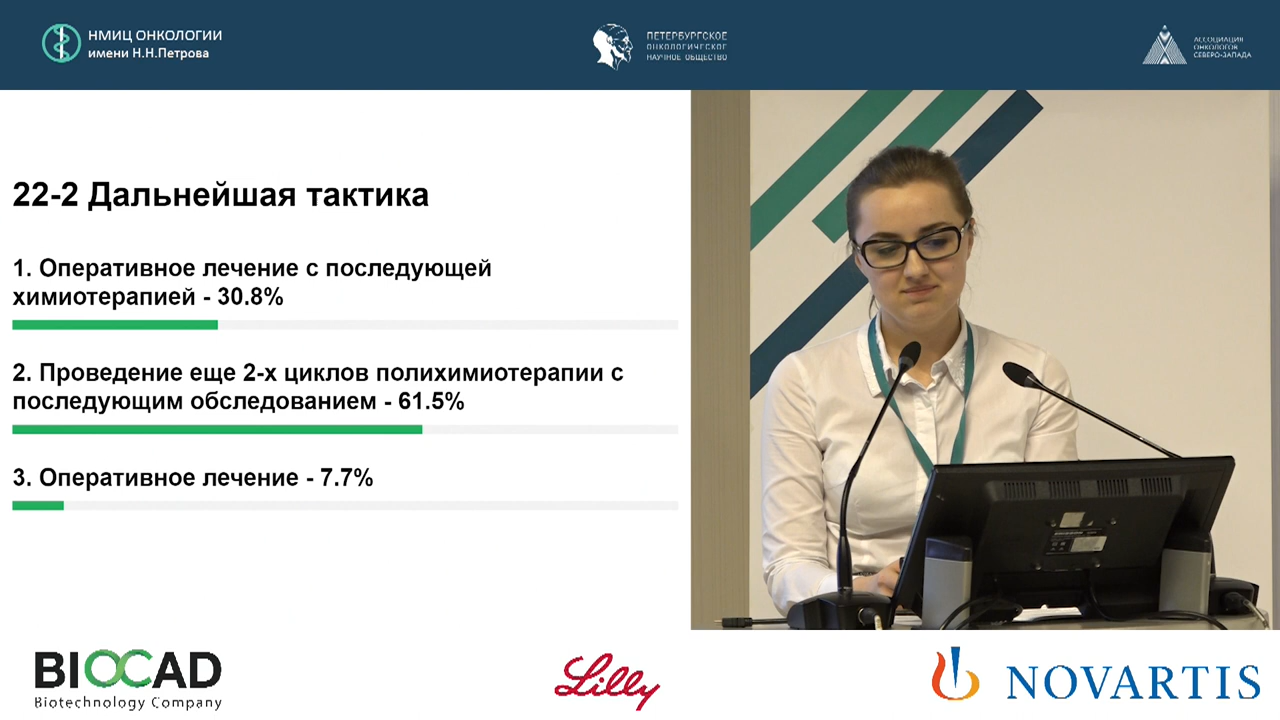 НМИЦ ОНКОЛОГИИ
имени Н.Н.Петрова
ПЕТЕРБУРГСКОЕ
ОНКОЛОГИЧЕСКОЕ
НАУЧНОЕ ОБЩЕСТВО
АССОЦИАЦИЯ
ОНКОЛОГОВ
СЕВЕРО-ЗАПАДА
22-2 Дальнейшая тактика
1. Оперативное лечение с последующей
химиотерапией - 30.8%
2. Проведение еще 2-х циклов полихимиотерапии с
последующим обследованием - 61.5%
3. Оперативное лечение - 7.7%
BIOCAD
Biotechnology Company
Lilly
NOVARTIS